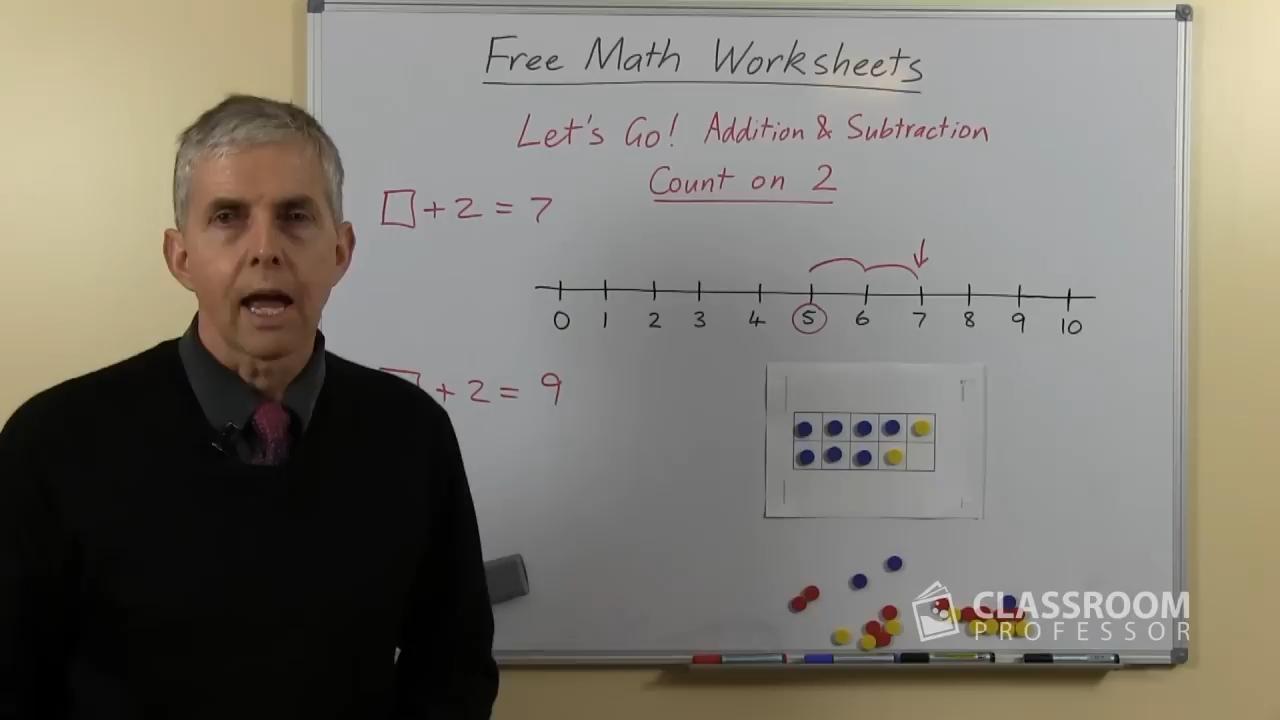 Free Math Worksheets
Let's Go! Addition & Subtraction
Count on 2
□ + 2 = 7
0 1 2 3 4 5 6 7 8 9 10
□ + 2 = 9
CLASSROOM
PROFESSOR